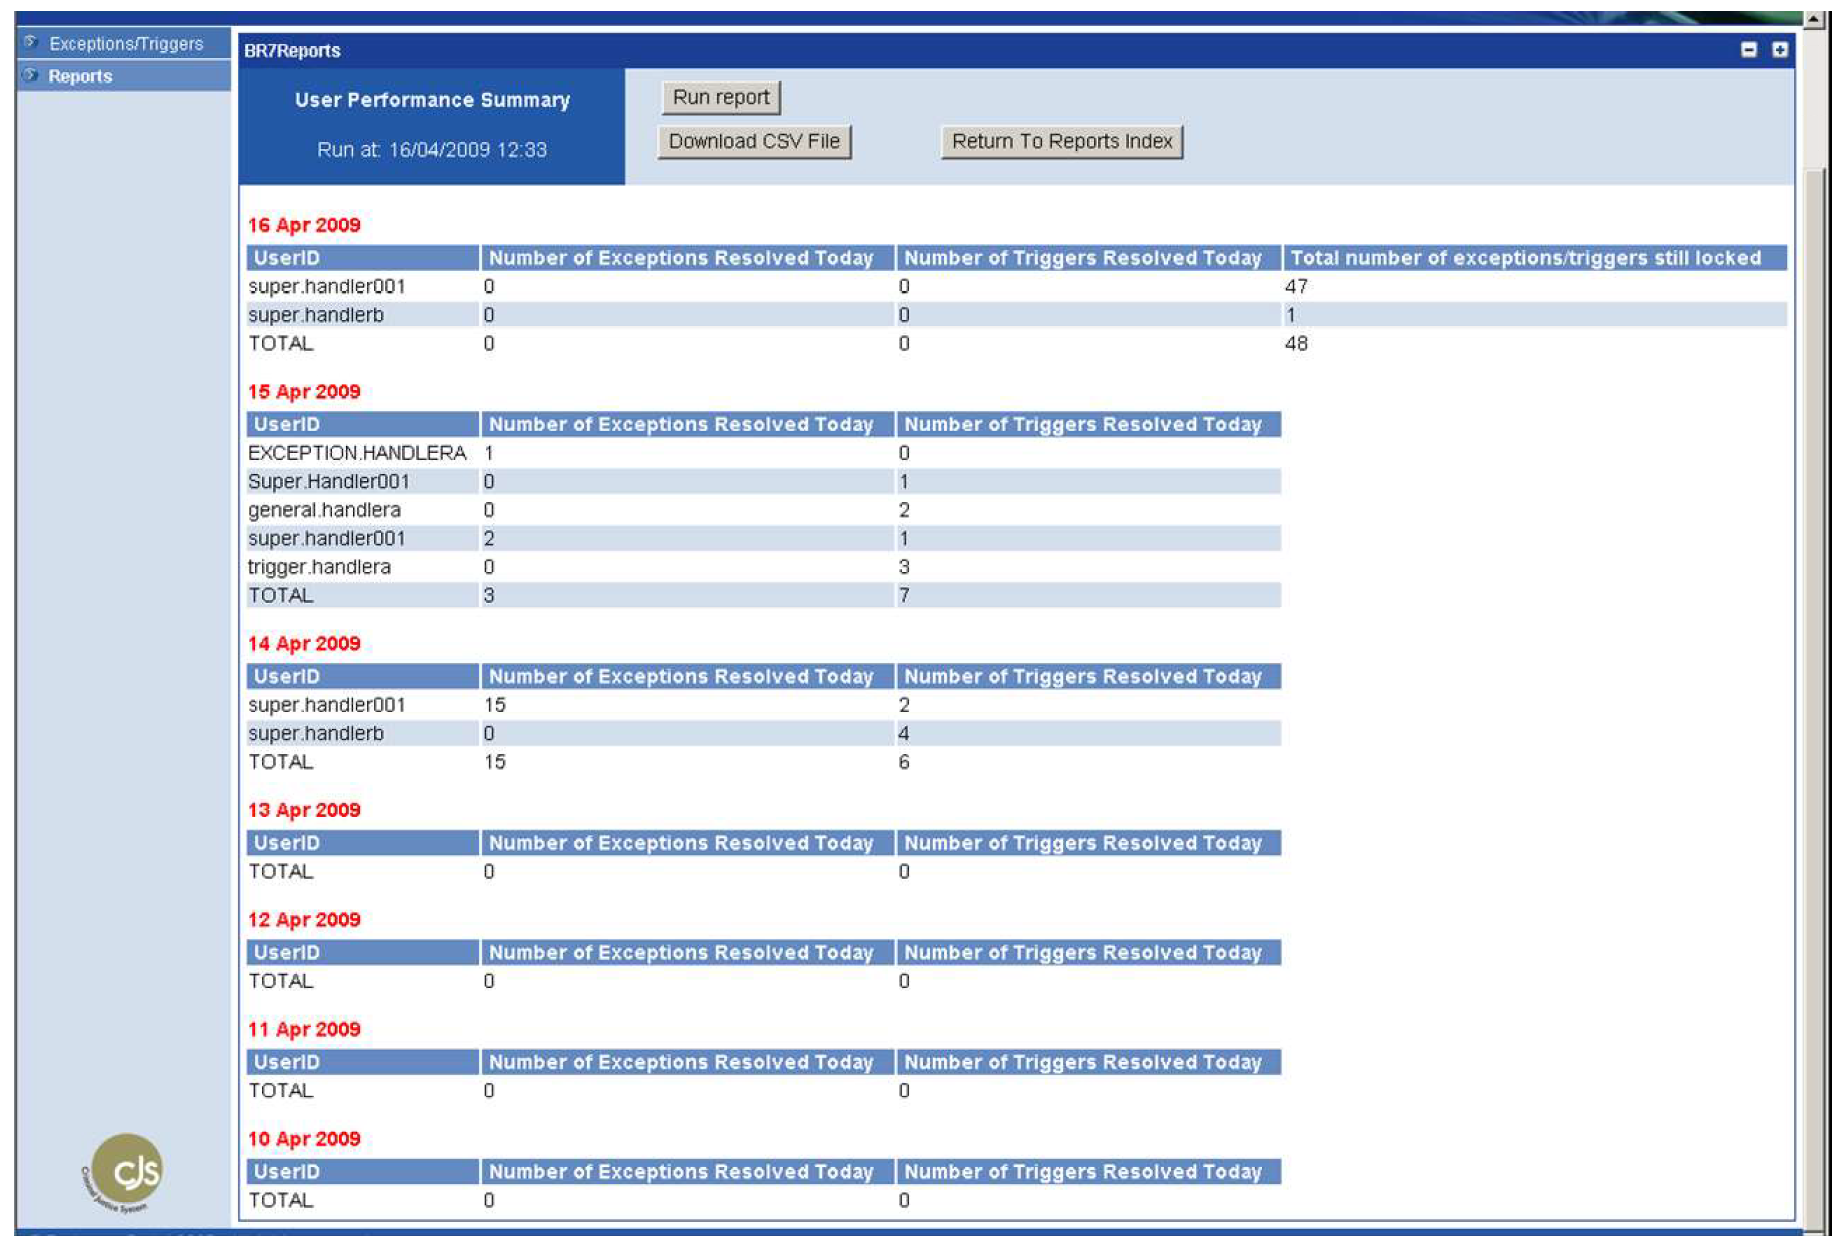 Exceptions/Triggers
Reports
BR7Reports
User Performance Summary
Run at: 16/04/2009 12:33
Run report
Download CSV File
Return To Reports Index
16 Apr 2009
UserID Number of Exceptions Resolved Today Number of Triggers Resolved Today Total number of exceptions/triggers still locked
super.handler001 0 0 47
super.handlerb 0 0 1
TOTAL 0 0 48
15 Apr 2009
UserID Number of Exceptions Resolved Today Number of Triggers Resolved Today
EXCEPTION.HANDLERA 1 0
Super.Handler001 0 1
general.handlera 0 2
super.handler001 2 1
trigger.handlera 0 3
TOTAL 3 7
14 Apr 2009
UserID Number of Exceptions Resolved Today Number of Triggers Resolved Today
super.handler001 15 2
super.handlerb 0 4
TOTAL 15 6
13 Apr 2009
UserID Number of Exceptions Resolved Today Number of Triggers Resolved Today
TOTAL 0 0
12 Apr 2009
UserID Number of Exceptions Resolved Today Number of Triggers Resolved Today
TOTAL 0 0
11 Apr 2009
UserID Number of Exceptions Resolved Today Number of Triggers Resolved Today
TOTAL 0 0
10 Apr 2009
UserID Number of Exceptions Resolved Today Number of Triggers Resolved Today
TOTAL 0 0
cjs
Criminal Justice System